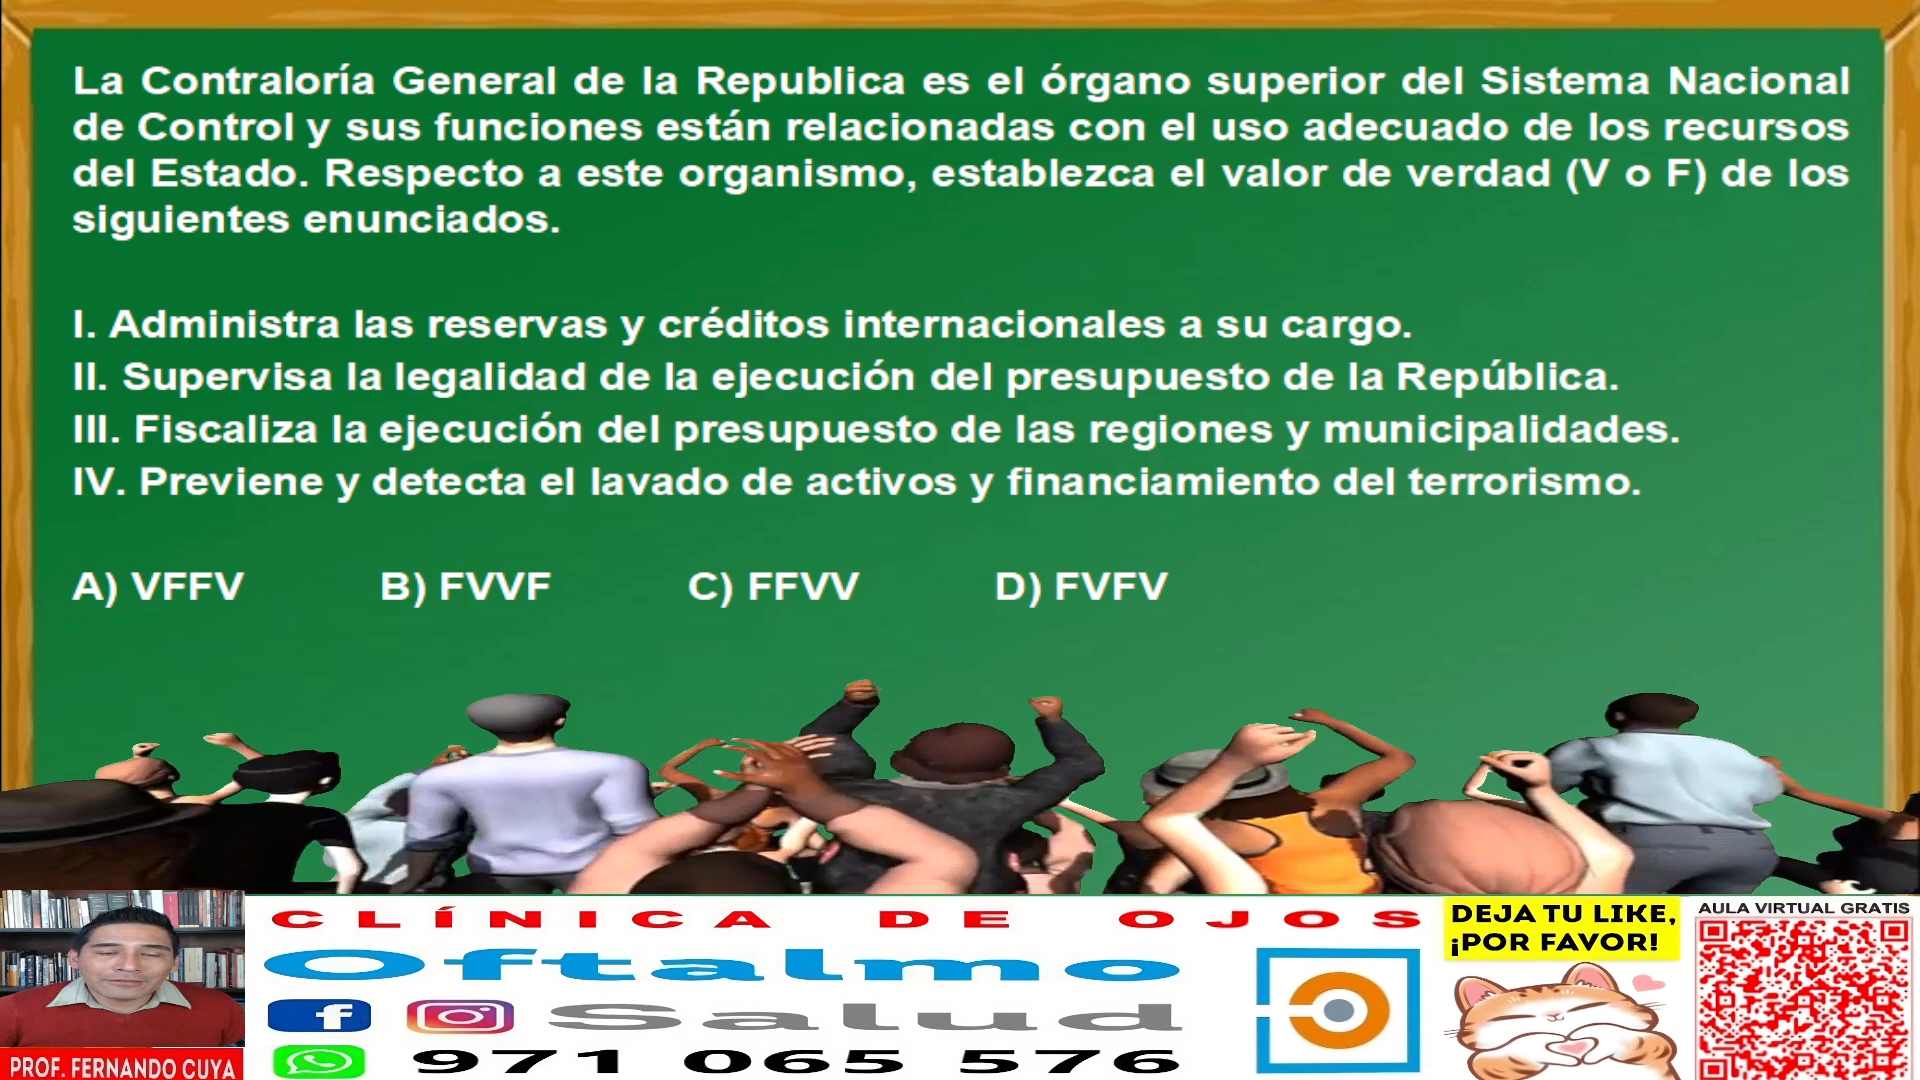 La Contraloría General de la Republica es el órgano superior del Sistema Nacional
de Control y sus funciones están relacionadas con el uso adecuado de los recursos
del Estado. Respecto a este organismo, establezca el valor de verdad (V o F) de los
siguientes enunciados.
I. Administra las reservas y créditos internacionales a su cargo.
II. Supervisa la legalidad de la ejecución del presupuesto de la República.
III. Fiscaliza la ejecución del presupuesto de las regiones y municipalidades.
IV. Previene y detecta el lavado de activos y financiamiento del terrorismo.
A) VFFV B) FVVF C) FFVV D) FVFV
CLíNICA DE OJOS
Oftalmo
Salud
971 065 576
DEJA TU LIKE,
¡POR FAVOR!
AULA VIRTUAL GRATIS
PROF. FERNANDO CUYA